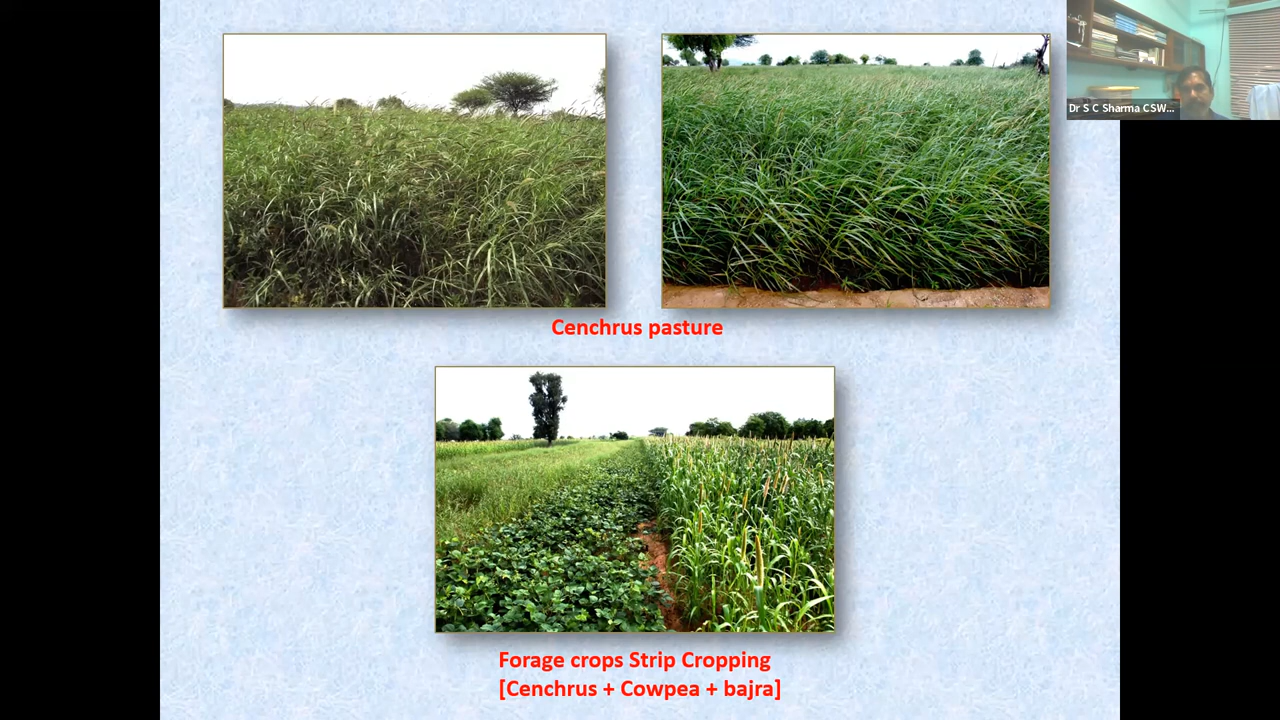 Dr S C Sharma CSW...
Cenchrus pasture
Forage crops Strip Cropping
[Cenchrus + Cowpea + bajra]